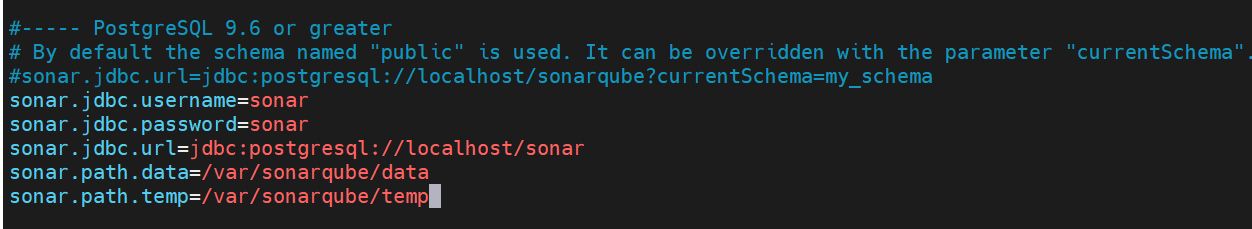 #----- PostgreSQL 9.6 or greater
# By default the schema named "public" is used. It can be overridden with the parameter "currentSchema".
#sonar.jdbc.url=jdbc:postgresql://localhost/sonarqube?currentSchema=my_schema
sonar.jdbc.username=sonar
sonar.jdbc.password=sonar
sonar.jdbc.url=jdbc:postgresql://localhost/sonar
sonar.path.data=/var/sonarqube/data
sonar.path.temp=/var/sonarqube/temp